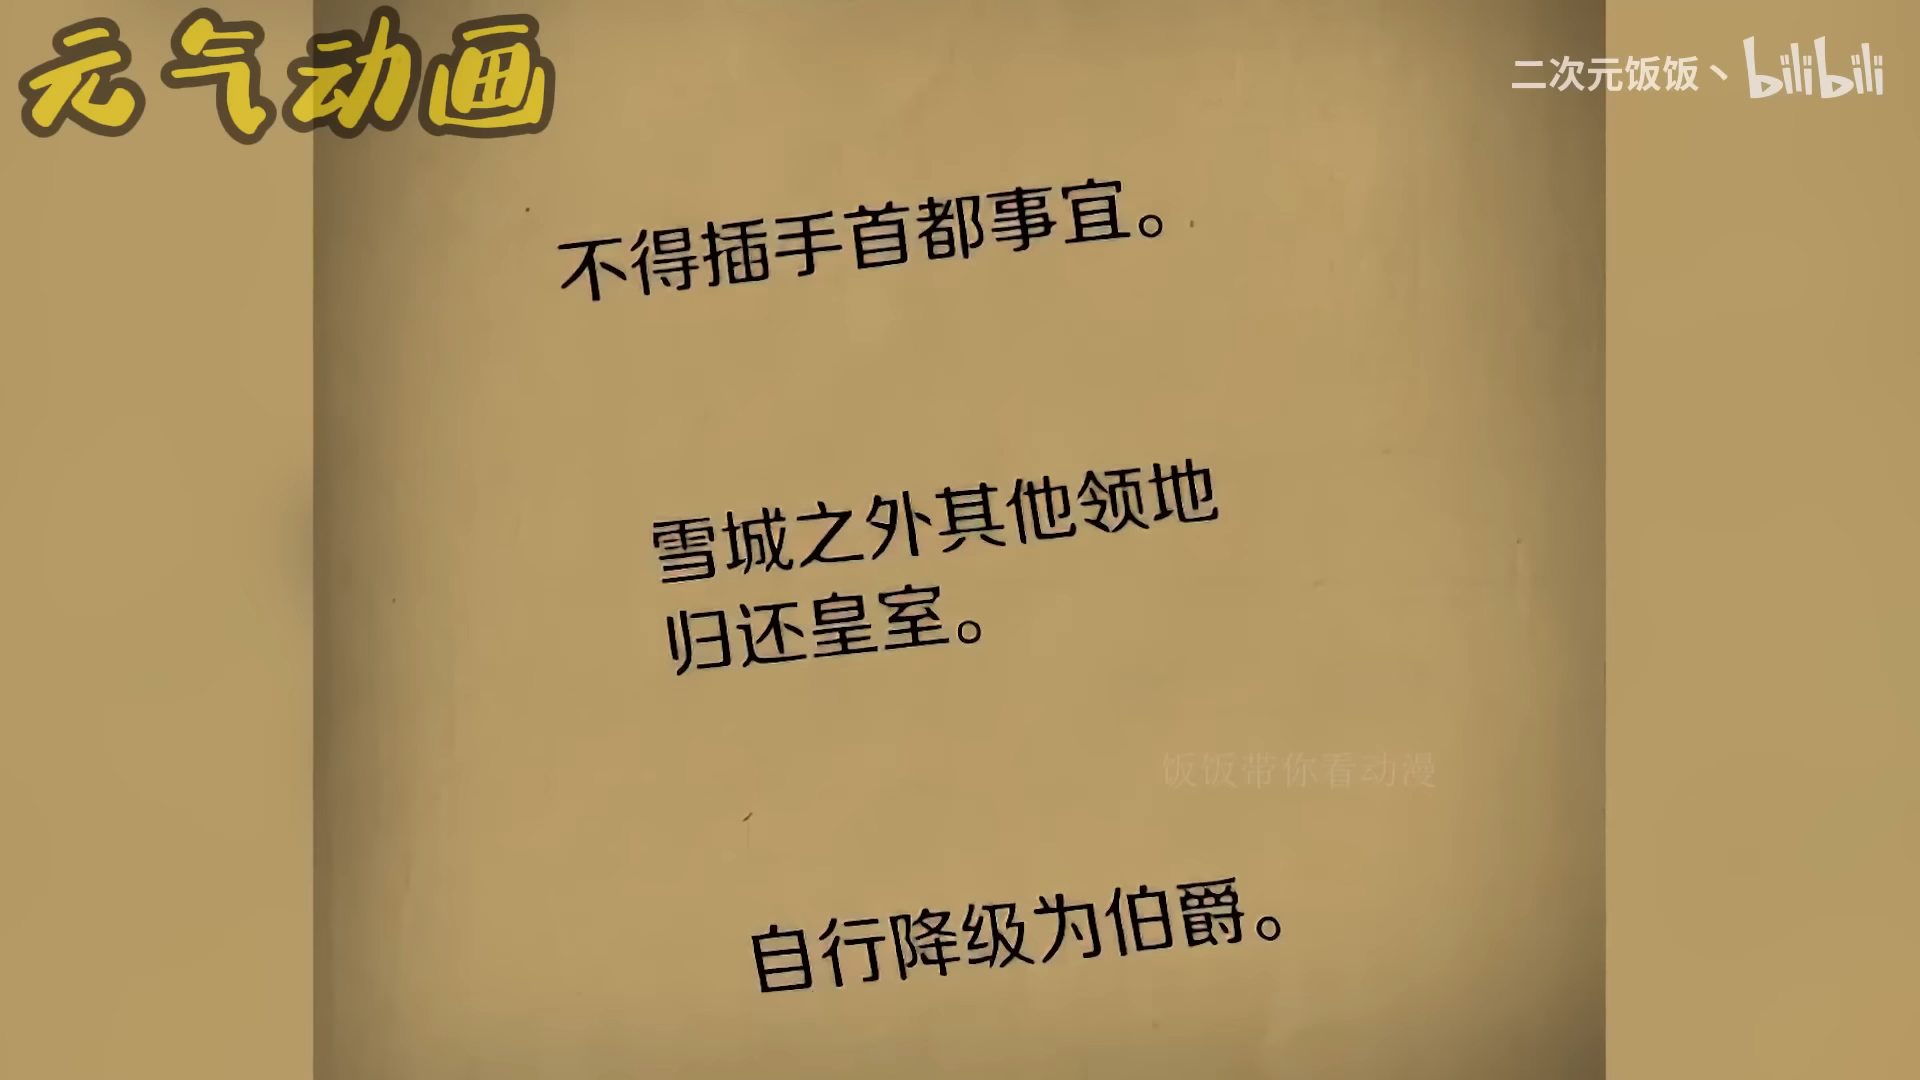 元气动画
二次元饭饭丶 bilibili
不得插手首都事宜。
雪城之外其他领地
归还皇室。
饭饭带你看动漫
自行降级为伯爵。